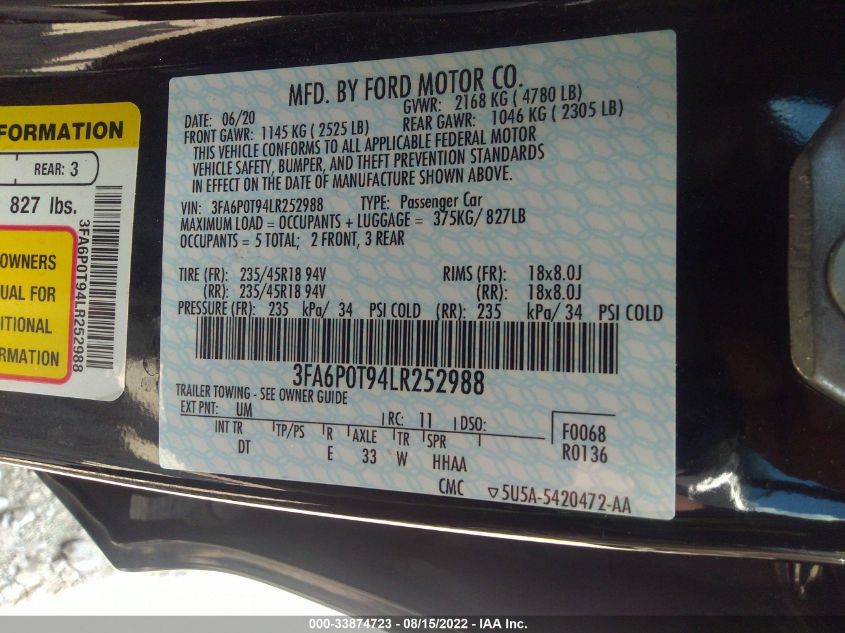 MFD. BY FORD MOTOR CO.
DATE: 06/20 GVWR: 2168 KG ( 4780 LB)
FRONT GAWR: 1145 KG ( 2525 LB) REAR GAWR: 1046 KG ( 2305 LB)
THIS VEHICLE CONFORMS TO ALL APPLICABLE FEDERAL MOTOR
VEHICLE SAFETY, BUMPER, AND THEFT PREVENTION STANDARDS
IN EFFECT ON THE DATE OF MANUFACTURE SHOWN ABOVE.
VIN: 3FA6P0T94LR252988 TYPE: Passenger Car
MAXIMUM LOAD = OCCUPANTS + LUGGAGE = 375KG/ 827LB
OCCUPANTS = 5 TOTAL; 2 FRONT, 3 REAR
TIRE (FR): 235/45R18 94V RIMS (FR): 18x8.0J
(RR): 235/45R18 94V (RR): 18x8.0J
PRESSURE (FR): 235 kPa/ 34 PSI COLD (RR): 235 kPa/ 34 PSI COLD
3FA6P0T94LR252988
TRAILER TOWING - SEE OWNER GUIDE
EXT PNT: UM RC: 11 DSO:
INT TR TP/PS R AXLE TR SPR
DT E 33 W HHAA
F0068
R0136
CMC ▽5U5A-5420472-AA
FORMATION
REAR: 3
827 lbs.
OWNERS
UAL FOR
ITIONAL
RMATION
3FA6P0T94LR252988
000-33874723 - 08/15/2022 - IAA Inc.